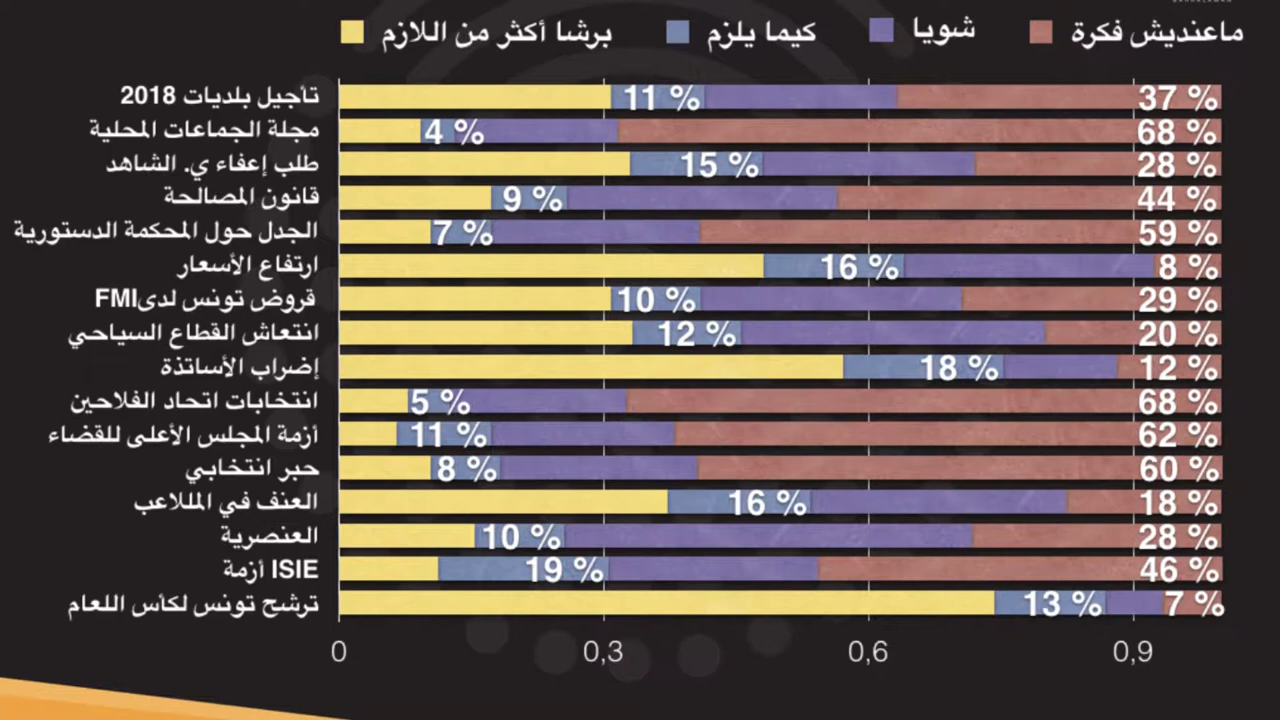 برشا أكثر من اللازم كيما يلزم شويا ماعنديش فكرة
تأجيل بلديات 2018 11 % 37 %
مجلة الجماعات المحلية 4 % 68 %
طلب إعفاء ي. الشاهد 15 % 28 %
قانون المصالحة 9 % 44 %
الجدل حول المحكمة الدستورية 7 % 59 %
ارتفاع الأسعار 16 % 8 %
قروض تونس لدىFMI 10 % 29 %
انتعاش القطاع السياحي 12 % 20 %
إضراب الأساتذة 18 % 12 %
انتخابات اتحاد الفلاحين 5 % 68 %
أزمة المجلس الأعلى للقضاء 11 % 62 %
حبر انتخابي 8 % 60 %
العنف في الملاعب 16 % 18 %
العنصرية 10 % 28 %
ISIE أزمة 19 % 46 %
ترشح تونس لكأس اللعام 13 % 7 %
0 0,3 0,6 0,9